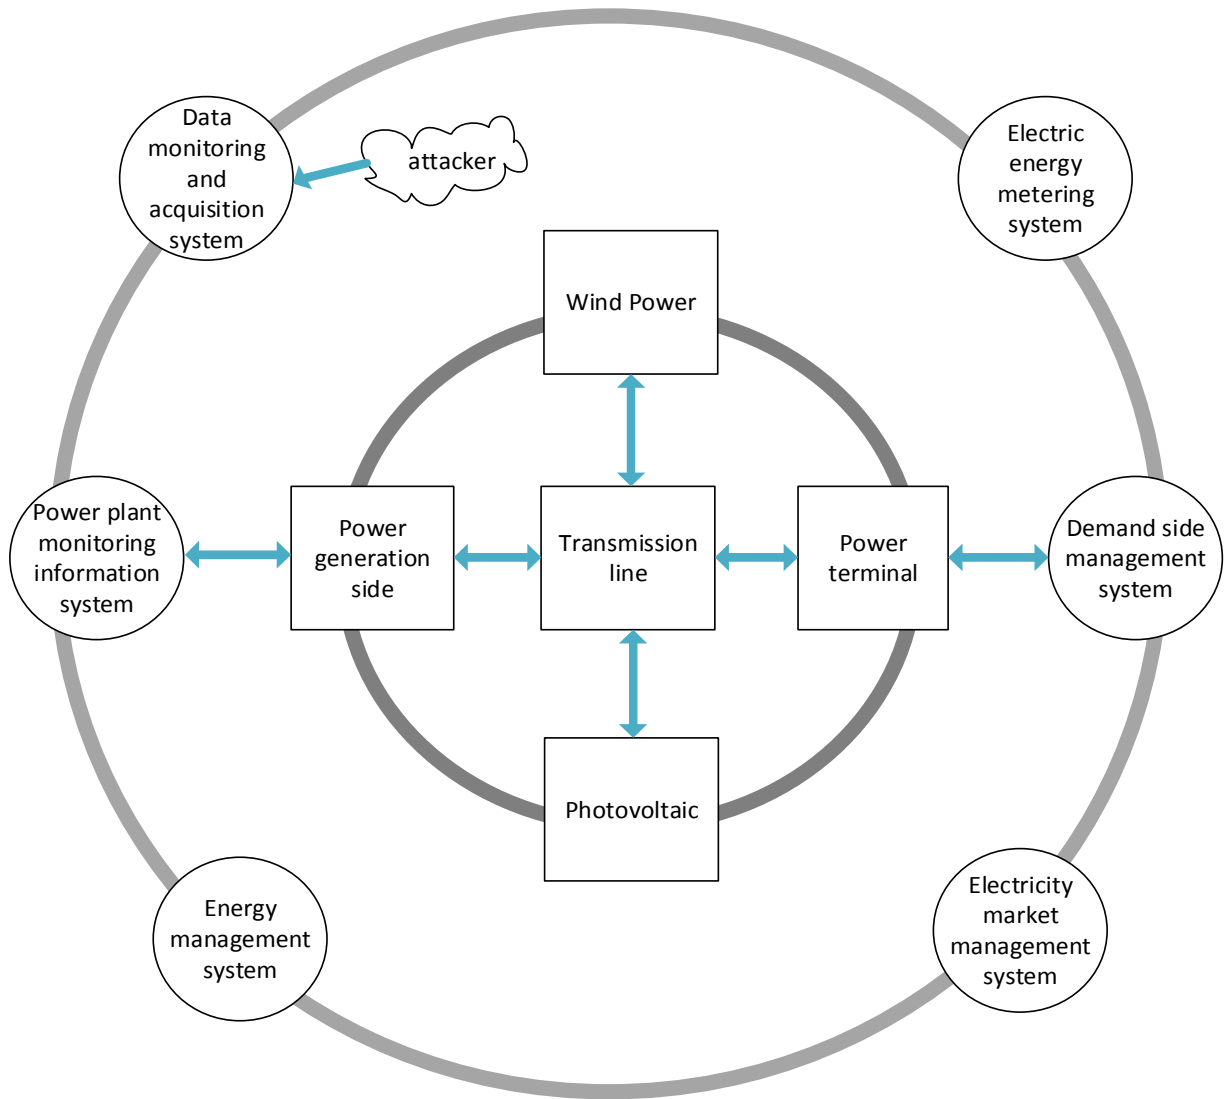 Data
monitoring
and
acquisition
system
attacker
Electric
energy
metering
system
Wind Power
Power plant
monitoring
information
system
Power
generation
side
Transmission
line
Power
terminal
Demand side
management
system
Photovoltaic
Energy
management
system
Electricity
market
management
system